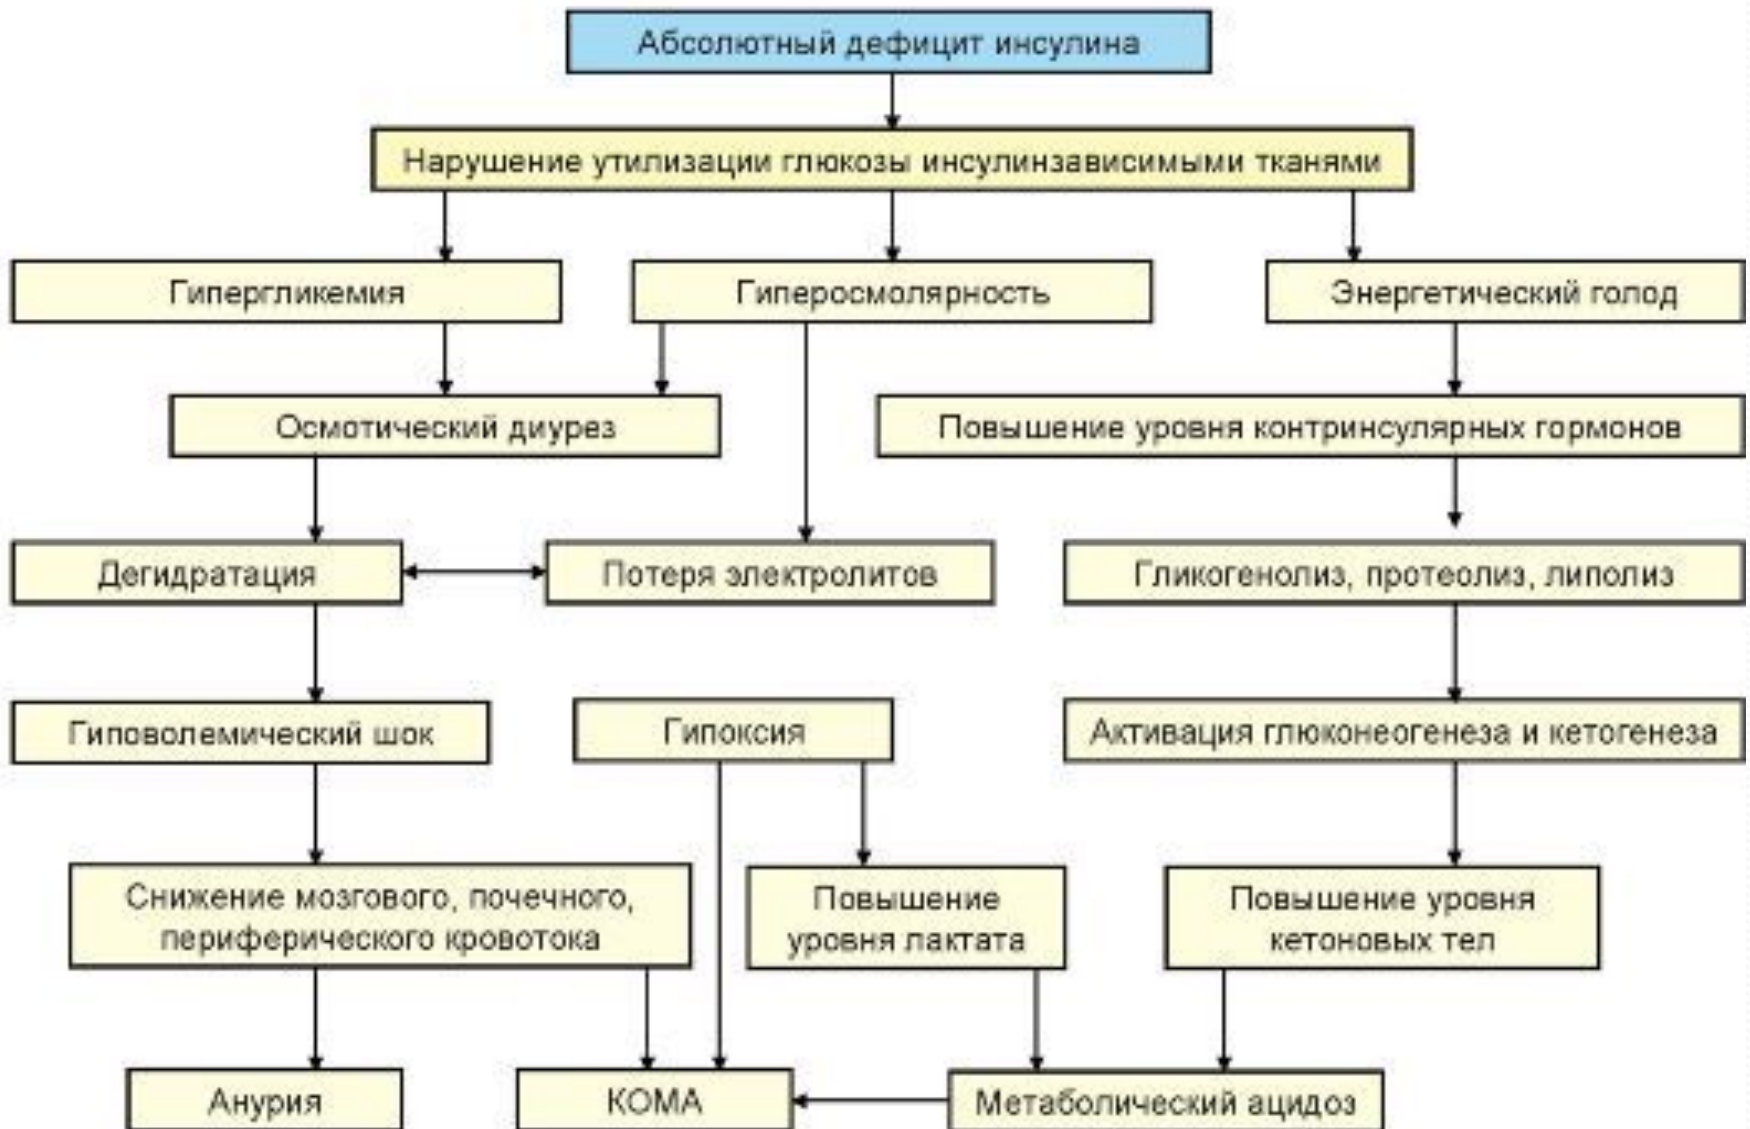 Абсолютный дефицит инсулина
Нарушение утилизации глюкозы инсулинзависимыми тканями
Гипергликемия
Гиперосмолярность
Энергетический голод
Осмотический диурез
Повышение уровня контринсулярных гормонов
Дегидратация
Потеря электролитов
Гликогенолиз, протеолиз, липолиз
Гиповолемический шок
Гипоксия
Активация глюконеогенеза и кетогенеза
Снижение мозгового, почечного,
периферического кровотока
Повышение
уровня лактата
Повышение уровня
кетоновых тел
Анурия
КОМА
Метаболический ацидоз